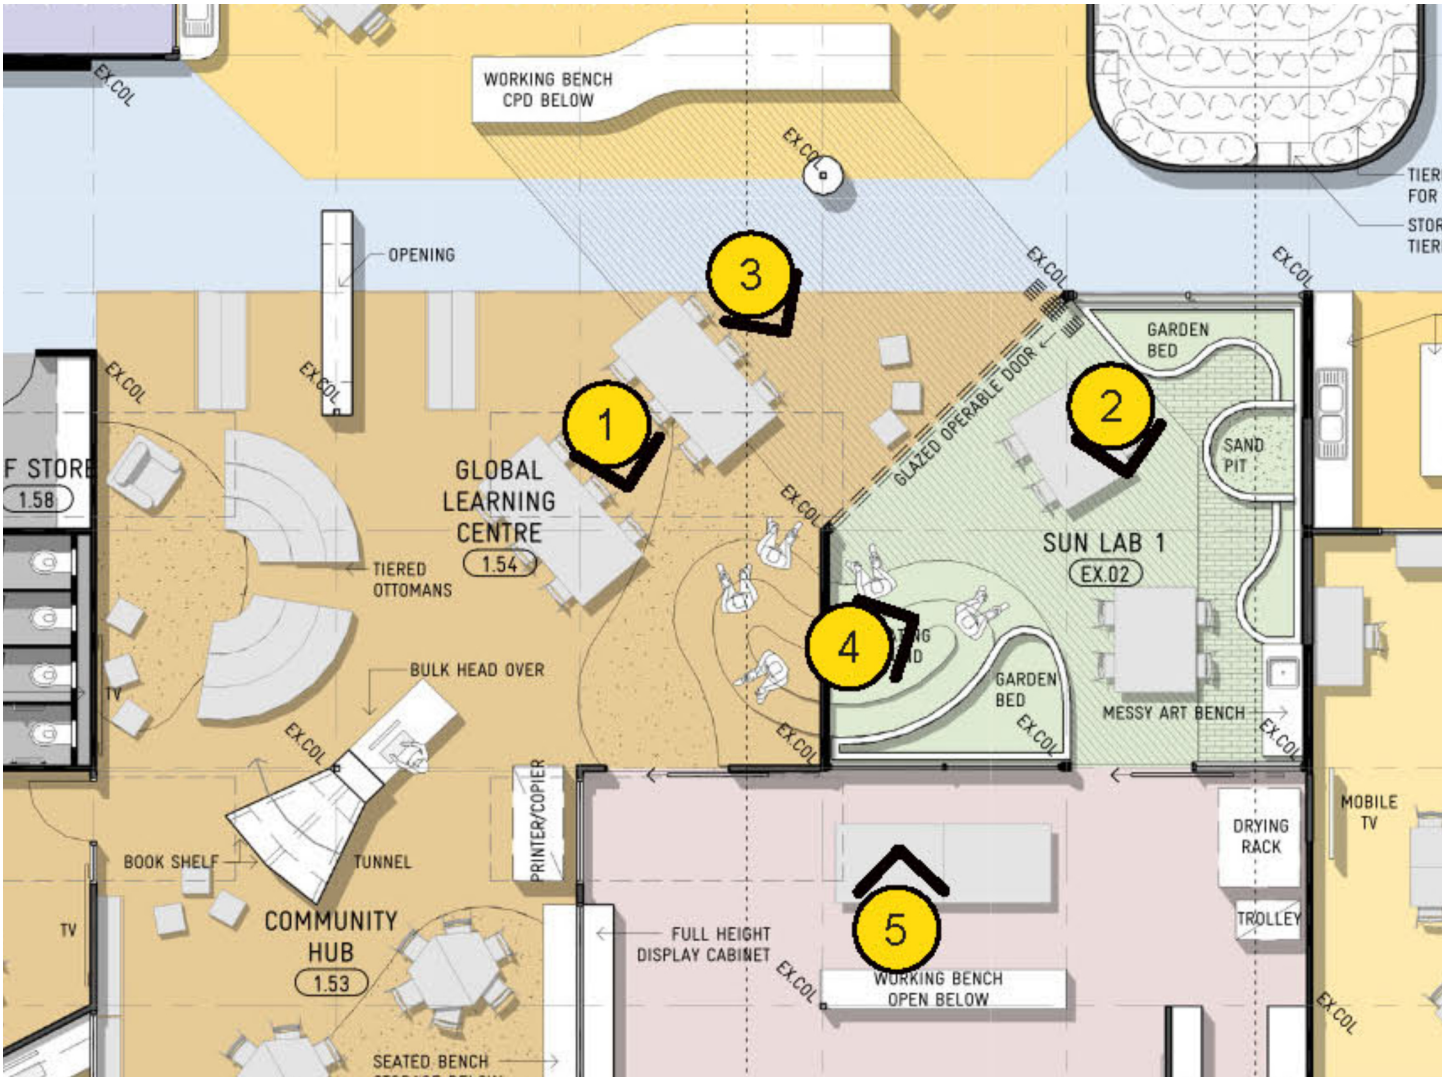 EX.COL
WORKING BENCH
CPD BELOW
EX.COL
OPENING
TIER
FOR
STOR
TIER
EX.COL
EX.COL
3
GARDEN
BED
EX.COL
EX.COL
GLAZED OPERABLE DOOR
1
2
SAND
PIT
F STORE
1.58
GLOBAL
LEARNING
CENTRE
1.54
EX.COL
SUN LAB 1
EX.02
TIERED
OTTOMANS
4
ATING
ND
BULK HEAD OVER
TV
GARDEN
BED
MESSY ART BENCH
EX.COL
EX.COL
EX.COL
EX.COL
PRINTER/COPIER
MOBILE
TV
DRYING
RACK
BOOK SHELF
TUNNEL
TROLLEY
COMMUNITY
HUB
1.53
TV
FULL HEIGHT
DISPLAY CABINET
5
EX.COL
WORKING BENCH
OPEN BELOW
EX.COL
SEATED BENCH